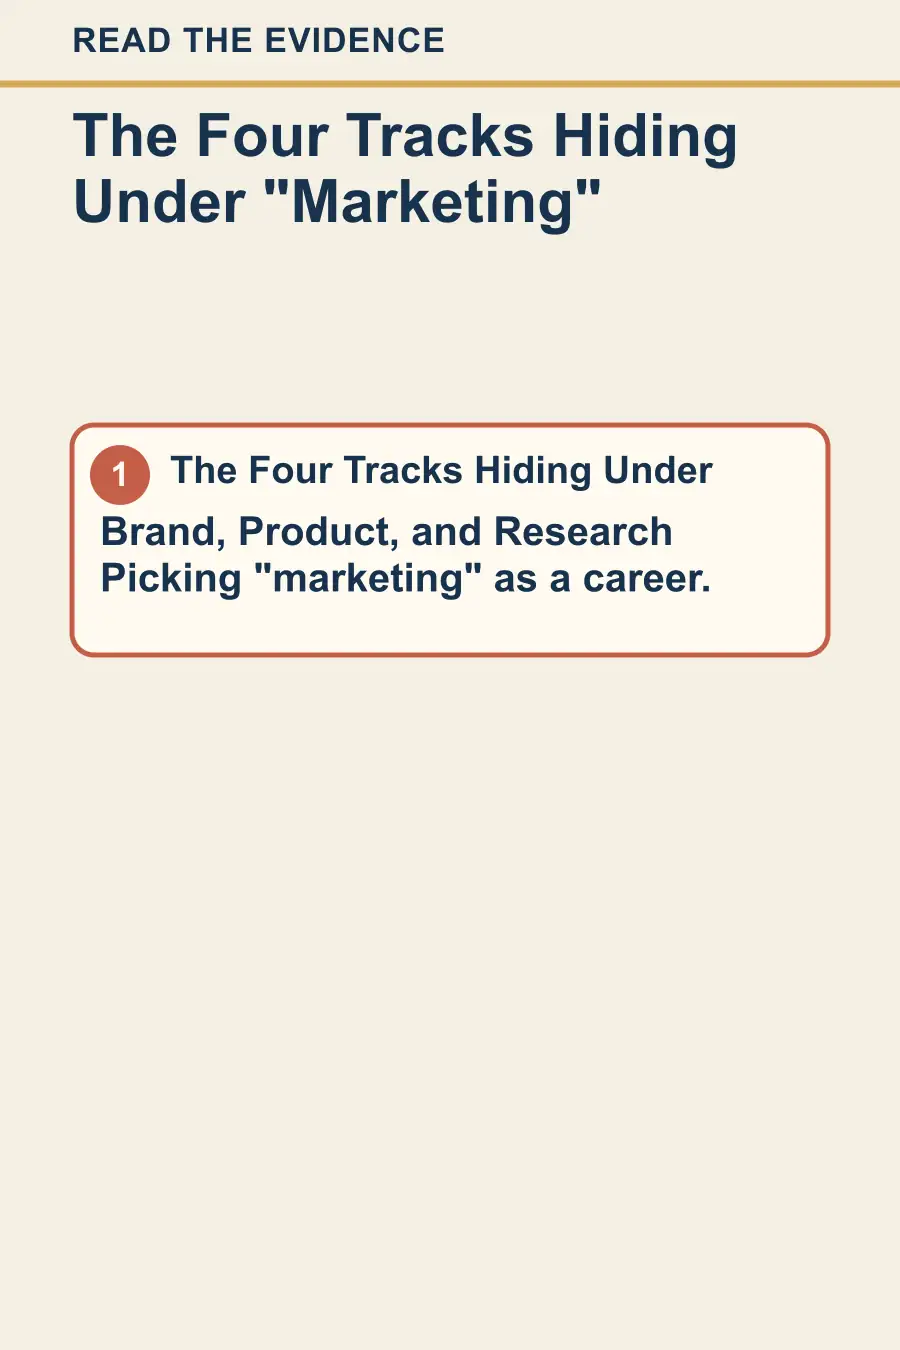 READ THE EVIDENCE
The Four Tracks Hiding
Under "Marketing"
1 The Four Tracks Hiding Under
Brand, Product, and Research
Picking "marketing" as a career.